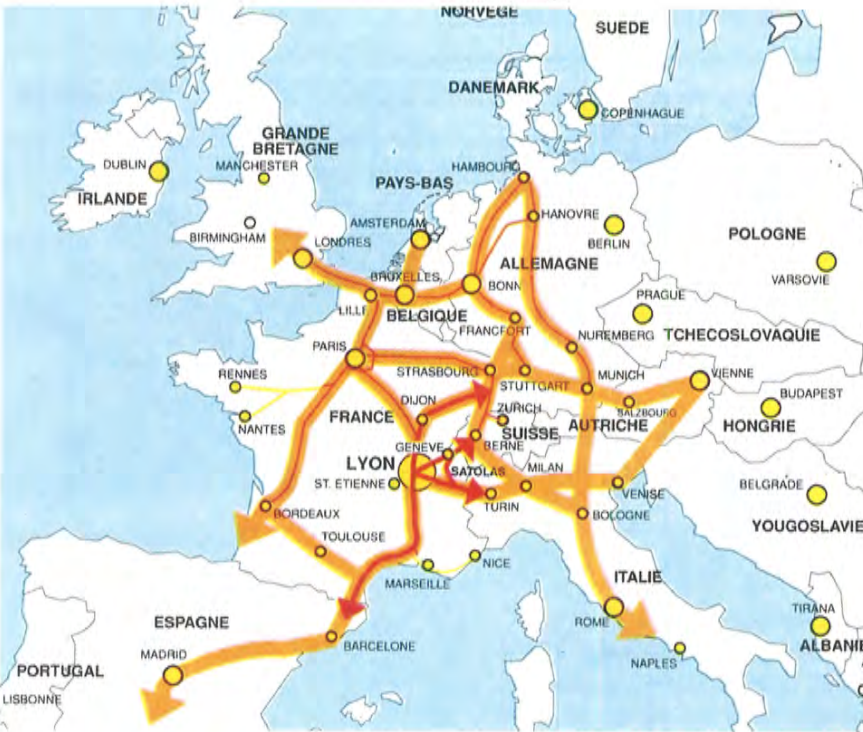 NORVEGE
SUEDE
DANEMARK
COPENHAGUE
GRANDE
BRETAGNE
DUBLIN
MANCHESTER
HAMBOURG
PAYS-BAS
IRLANDE
HANOVRE
AMSTERDAM
BIRMINGHAM
LONDRES
BERLIN
POLOGNE
ALLEMAGNE
BRUXELLES
BONN
VARSOVIE
PRAGUE
LILLE
BELGIQUE
FRANCFORT
NUREMBERG
TCHECOSLOVAQUIE
PARIS
RENNES
STRASBOURG
STUTTGART
MUNICH
VIENNE
BUDAPEST
DIJON
ZURICH
SALZBOURG
NANTES
FRANCE
SUISSE
AUTRICHE
HONGRIE
GENEVE
BERNE
LYON
SATOLAS
MILAN
ST. ETIENNE
VENISE
BELGRADE
TURIN
BORDEAUX
BOLOGNE
YOUGOSLAVIE
TOULOUSE
MARSEILLE
NICE
ITALIE
ESPAGNE
ROME
TIRANA
BARCELONE
ALBANIE
MADRID
NAPLES
PORTUGAL
LISBONNE